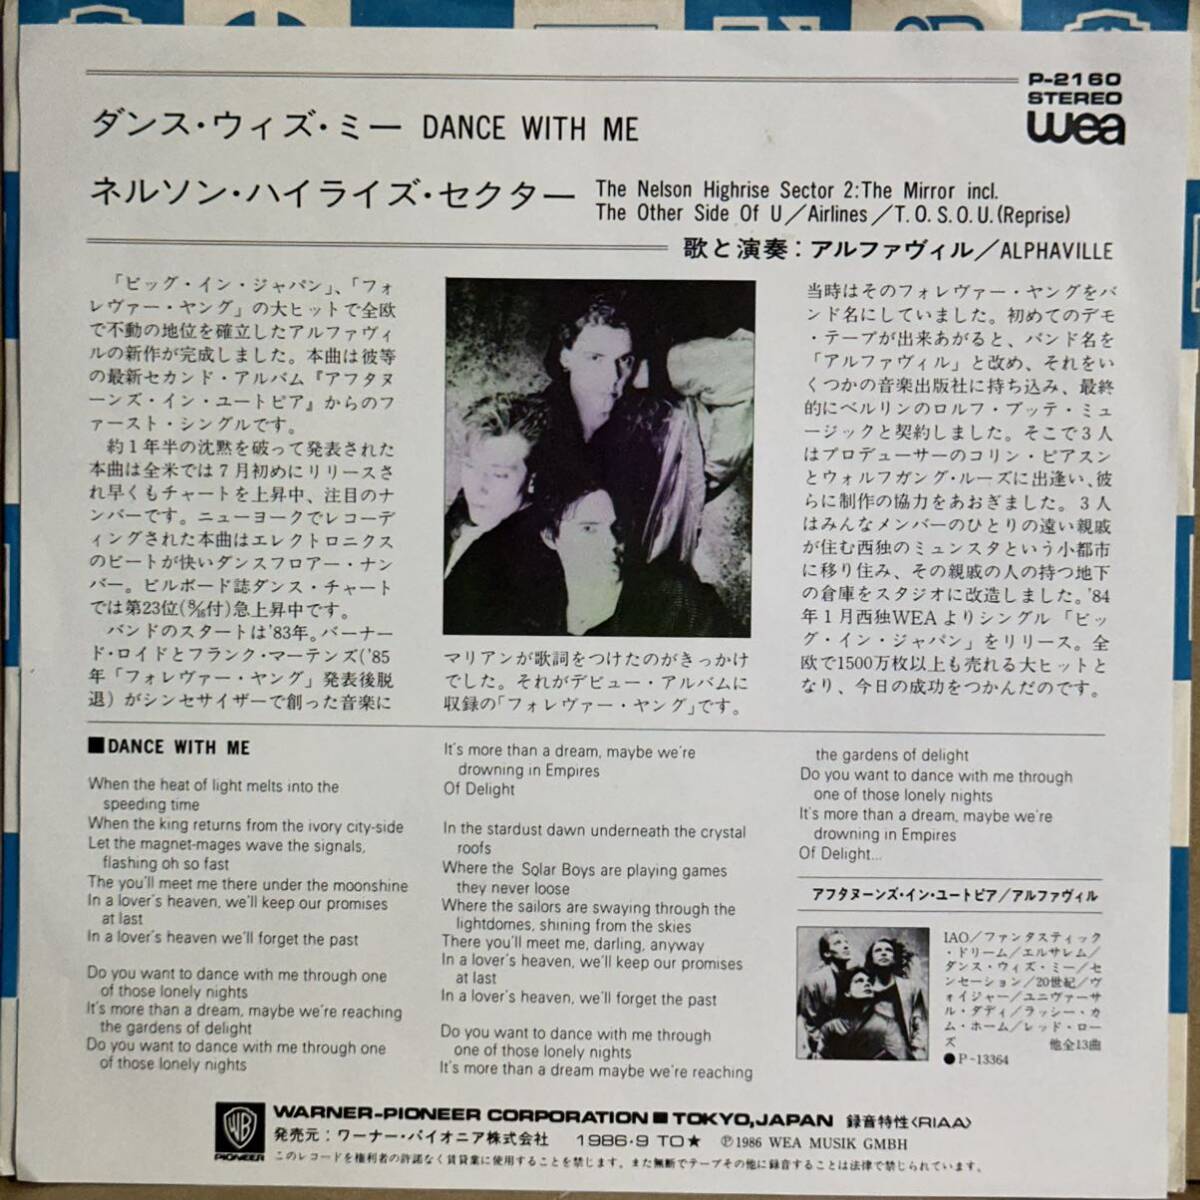 P-2160
STEREO
wea
ダンス・ウィズ・ミー DANCE WITH ME
ネルソン・ハイライズ・セクター The Nelson Highrise Sector 2:The Mirror incl.
The Other Side Of U／Airlines／T.O.S.O.U.(Reprise)
歌と演奏：アルファヴィル／ALPHAVILLE
「ビッグ・イン・ジャパン」、「フォ
レヴァー・ヤング」の大ヒットで全欧
で不動の地位を確立したアルファヴィ
ルの新作が完成しました。本曲は彼等
の最新セカンド・アルバム『アフタヌ
ーンズ・イン・ユートピア』からのフ
ァースト・シングルです。
約1年半の沈黙を破って発表された
本曲は全米では7月初めにリリースさ
れ早くもチャートを上昇中、注目のナ
ンバーです。ニューヨークでレコーデ
ィングされた本曲はエレクトロニクス
のビートが快いダンスフロアー・ナン
バー。ビルボード誌ダンス・チャート
では第23位(8/16付)急上昇中です。
バンドのスタートは'83年。バーナー
ド・ロイドとフランク・マーテンズ('85
年「フォレヴァー・ヤング」発表後脱
退）がシンセサイザーで創った音楽に
マリアンが歌詞をつけたのがきっかけ
でした。それがデビュー・アルバムに
収録の「フォレヴァー・ヤング」です。
当時はそのフォレヴァー・ヤングをバ
ンド名にしていました。初めてのデモ
・テープが出来あがると、バンド名を
「アルファヴィル」と改め、それをい
くつかの音楽出版社に持ち込み、最終
的にベルリンのロルフ・ブッテ・ミュ
ージックと契約しました。そこで3人
はプロデューサーのコリン・ピアスン
とウォルフガング・ルーズに出逢い、彼
らに制作の協力をあおぎました。3人
はみんなメンバーのひとりの遠い親戚
が住む西独のミュンスタという小都市
に移り住み、その親戚の人の持つ地下
の倉庫をスタジオに改造しました。'84
年1月西独WEAよりシングル「ビッ
グ・イン・ジャパン」をリリース。全
欧で1500万枚以上も売れる大ヒットと
なり、今日の成功をつかんだのです。
■DANCE WITH ME
When the heat of light melts into the
speeding time
When the king returns from the ivory city-side
Let the magnet-mages wave the signals,
flashing oh so fast
The you'll meet me there under the moonshine
In a lover's heaven, we'll keep our promises
at last
In a lover's heaven we'll forget the past
Do you want to dance with me through one
of those lonely nights
It's more than a dream, maybe we're reaching
the gardens of delight
Do you want to dance with me through one
of those lonely nights
It's more than a dream, maybe we're
drowning in Empires
Of Delight
In the stardust dawn underneath the crystal
roofs
Where the Solar Boys are playing games
they never loose
Where the sailors are swaying through the
lightdomes, shining from the skies
There you'll meet me, darling, anyway
In a lover's heaven, we'll keep our promises
at last
In a lover's heaven, we'll forget the past
Do you want to dance with me through
one of those lonely nights
It's more than a dream maybe we're reaching
the gardens of delight
Do you want to dance with me through
one of those lonely nights
It's more than a dream, maybe we're
drowning in Empires
Of Delight...
アフタヌーンズ・イン・ユートピア／アルファヴィル
IAO／ファンタスティック
・ドリーム／エルサレム／
ダンス・ウィズ・ミー／セ
ンセーション／20世紀／ヴ
ォイジャー／ユニヴァーサ
ル・ダディ／ラッシー・カ
ム・ホーム／レッド・ロー
ズ 他全13曲
●P-13364
WB
PIONEER
WARNER-PIONEER CORPORATION ■ TOKYO, JAPAN 録音特性〈RIAA〉
発売元：ワーナー・パイオニア株式会社 1986・9 TO★ Ⓟ1986 WEA MUSIK GMBH
このレコードを権利者の許諾なく賃貸業に使用することを禁じます。また無断でテープその他に録音することは法律で禁じられています。